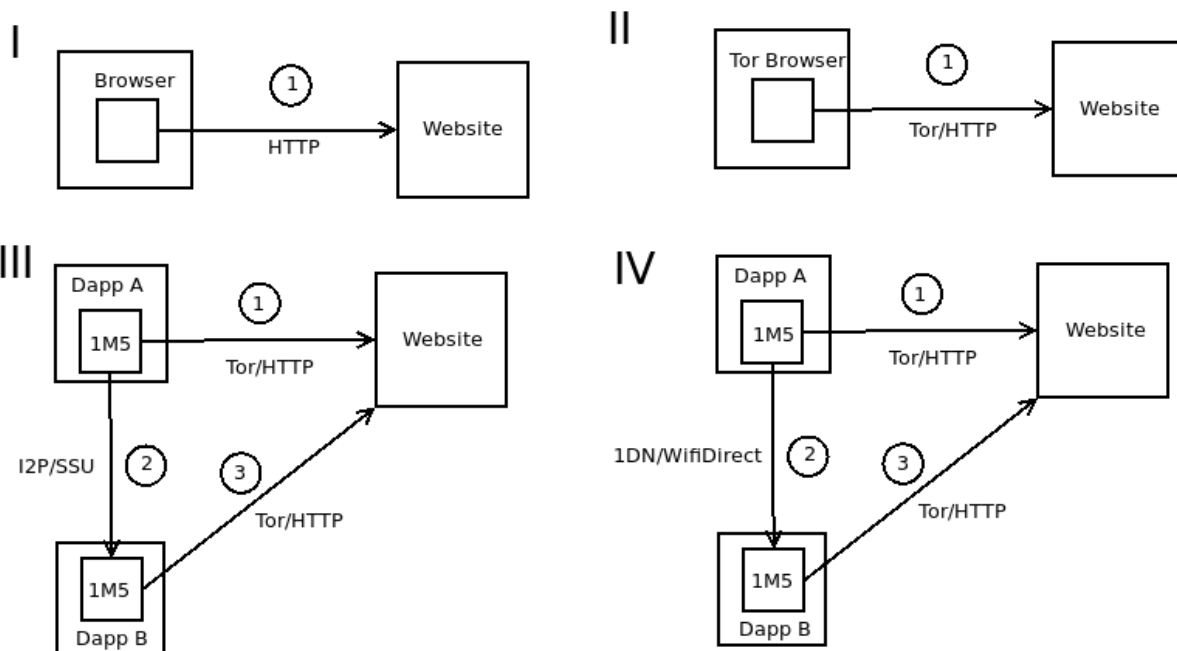 I
Browser
1
HTTP
Website
II
Tor Browser
1
Tor/HTTP
Website
III
Dapp A
1M5
1
Tor/HTTP
Website
I2P/SSU
2
3
Tor/HTTP
1M5
Dapp B
IV
Dapp A
1M5
1
Tor/HTTP
Website
1DN/WifiDirect
2
3
Tor/HTTP
1M5
Dapp B